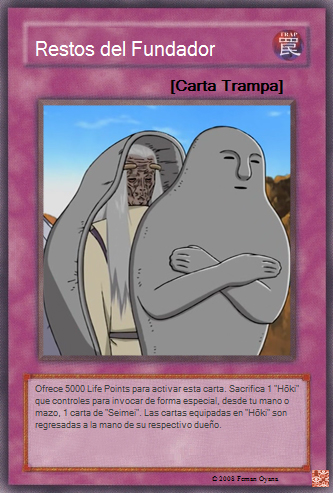 Restos del Fundador
TRAP
罠
[Carta Trampa]
Ofrece 5000 Life Points para activar esta carta. Sacrifica 1 "Hōki"
que controles para invocar de forma especial, desde tu mano o
mazo, 1 carta de "Seimei". Las cartas equipadas en "Hōki" son
regresadas a la mano de su respectivo dueño.
© 2008 Faman Oyana